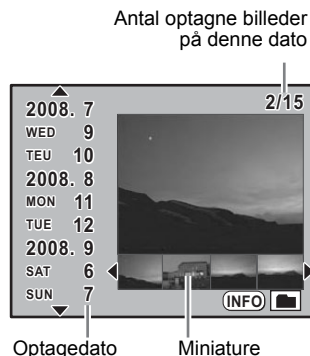 Antal optagne billeder
på denne dato
2/15
2008. 7
WED 9
TEU 10
2008. 8
MON 11
TUE 12
2008. 9
SAT 6
SUN 7
INFO
Optagedato
Miniature